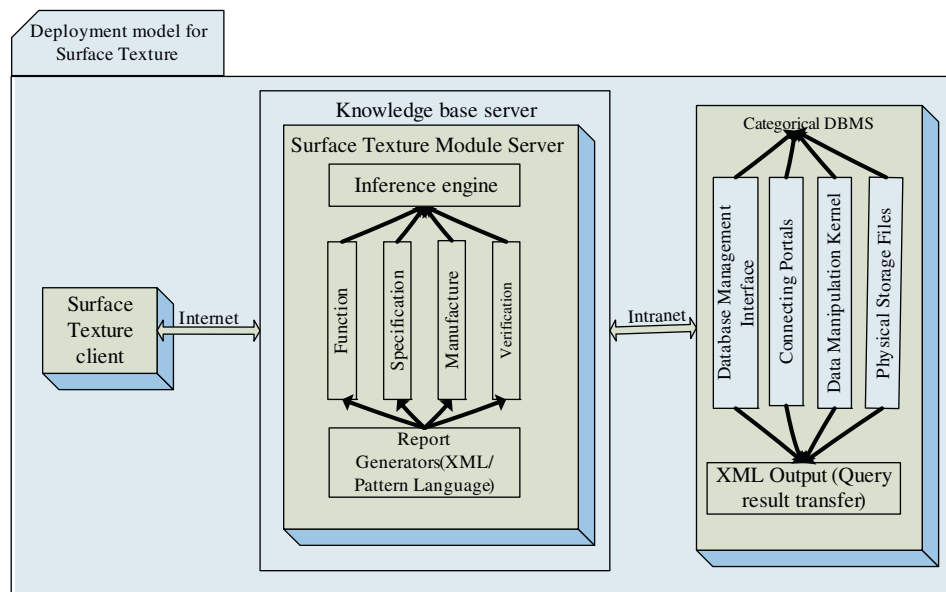 Deployment model for
Surface Texture
Knowledge base server
Surface Texture Module Server
Inference engine
Function
Specification
Manufacture
Verification
Report
Generators(XML/
Pattern Language)
Surface
Texture
client
Internet
Intranet
Categorical DBMS
Database Management
Interface
Connecting Portals
Data Manipulation Kernel
Physical Storage Files
XML Output (Query
result transfer)